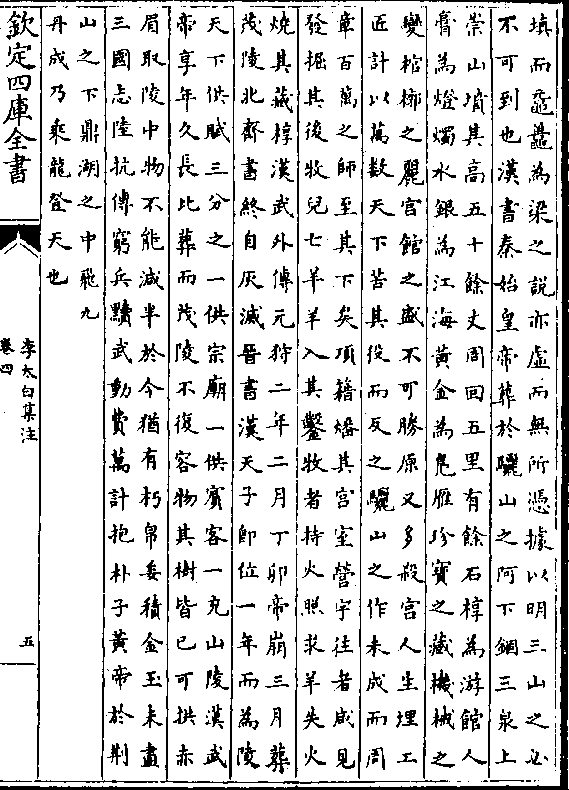 填而黿鼉為梁之說亦虛而無所憑據以明三山之必
不可到也漢書秦始皇帝葬於驪山之阿下錮三泉上
崇山墳其高五十餘丈周回五里有餘石椁為游館人
膏為燈燭水銀為江海黃金為鳧雁珍寶之藏機械之
變棺槨之麗宮館之盛不可勝原又多殺宮人生埋工
匠計以萬數天下苦其役而反之驪山之作未成而周
章百萬之師至其下矣項籍燔其宮室營宇往者咸見
發掘其後牧兒亡羊羊入其鑿牧者持火照求羊失火
燒其藏椁漢武外傳元狩二年二月丁卯帝崩三月葬
茂陵北齊書終自灰滅晉書漢天子即位一年而為陵
天下供賦三分之一供宗廟一供賓客一充山陵漢武
帝享年久長比葬而茂陵不復容物其樹皆已可拱赤
眉取陵中物不能減半於今猶有朽帛委積金玉未盡
三國志陸抗傳窮兵黷武動費萬計抱朴子黃帝於荆
山之下鼎湖之中飛九
丹成乃乘龍登天也
欽定四庫全書
李太白集注
卷四
五